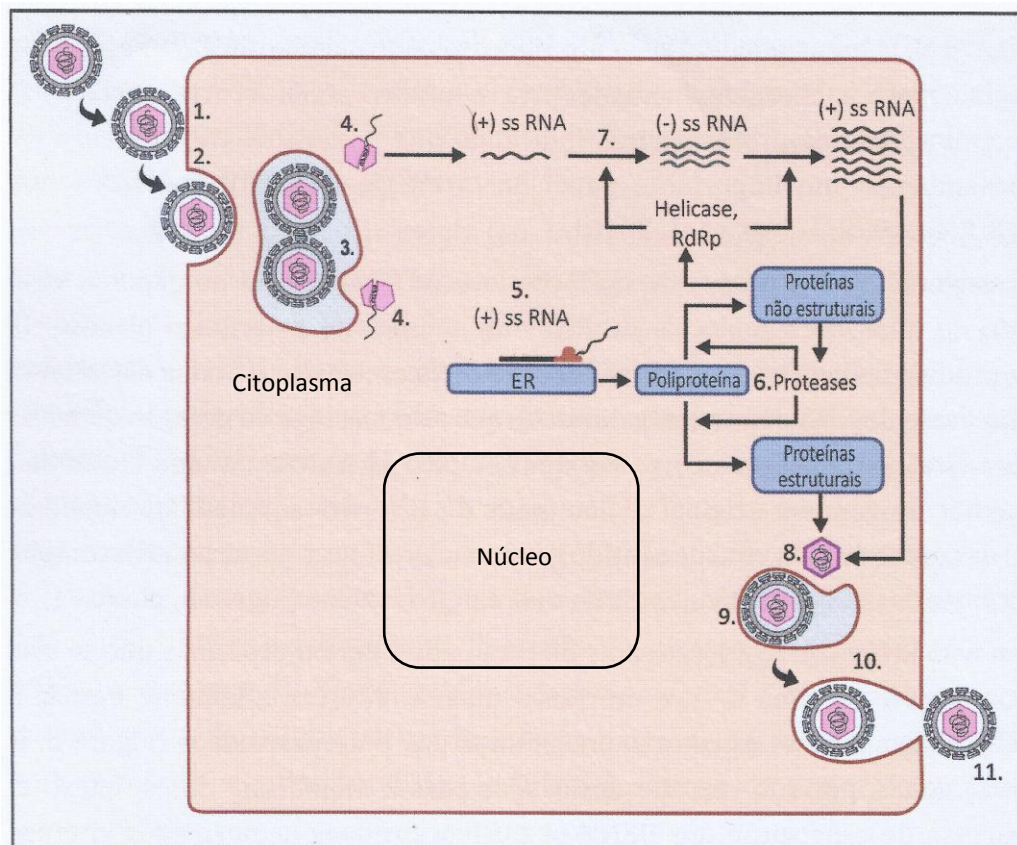 1.
2.
3.
4.
4.
(+) ss RNA
7.
(-) ss RNA
(+) ss RNA
Helicase,
RdRp
5.
(+) ss RNA
ER
Poliproteína
6. Proteases
Proteínas
não estruturais
Proteínas
estruturais
Citoplasma
Núcleo
8.
9.
10.
11.